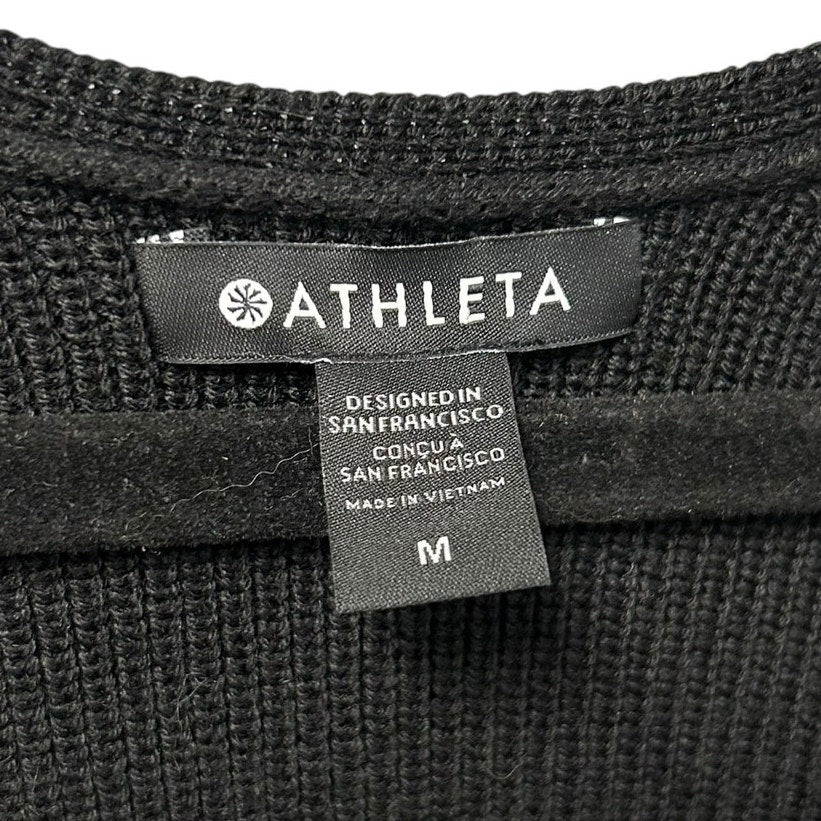 ATHLETA
DESIGNED IN
SAN FRANCISCO
CONÇU A
SAN FRANCISCO
MADE IN VIETNAM
M